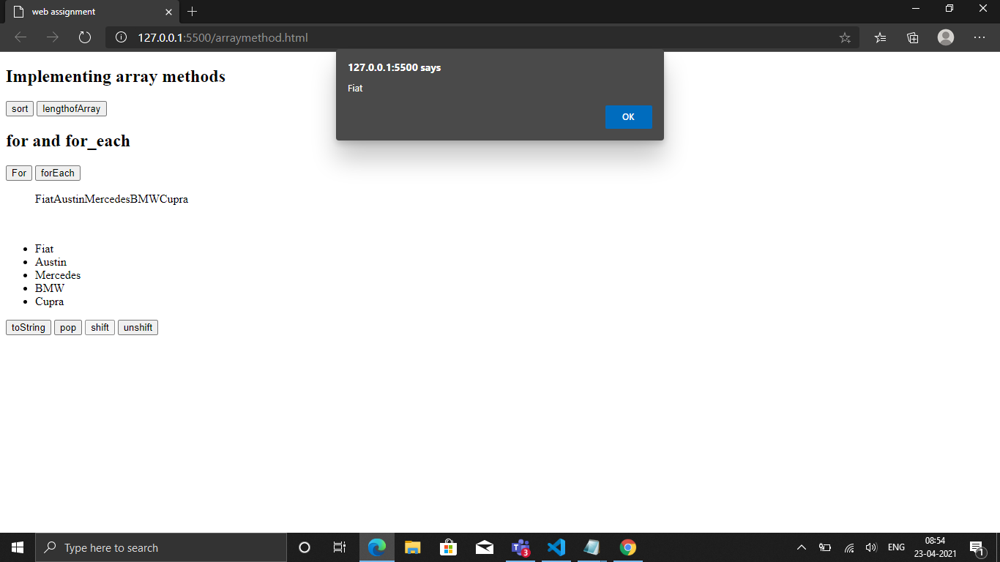 web assignment
127.0.0.1:5500/arraymethod.html
127.0.0.1:5500 says
Fiat
OK
Implementing array methods
sort lengthofArray
for and for_each
For forEach
FiatAustinMercedesBMWCupra
Fiat
Austin
Mercedes
BMW
Cupra
toString pop shift unshift
Type here to search
3
ENG
08:54
23-04-2021
1